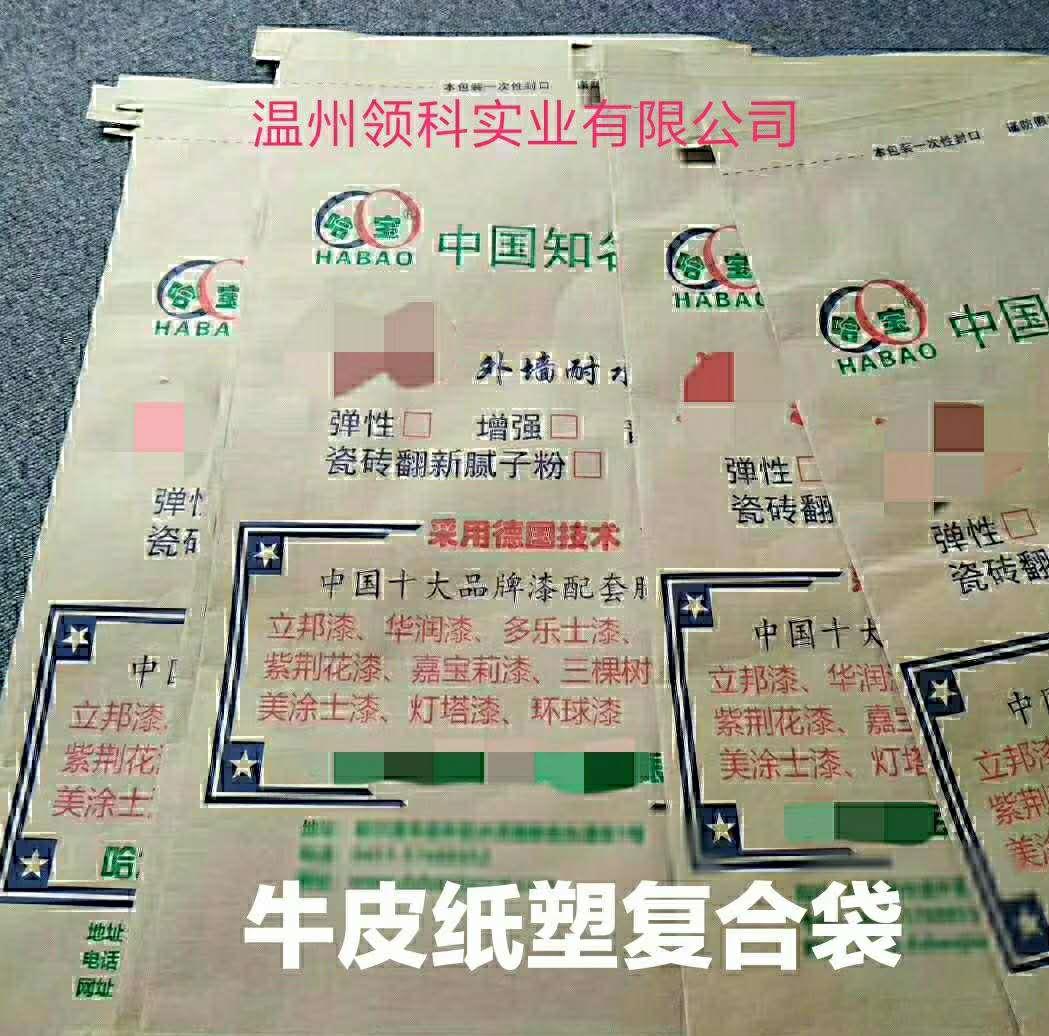 本包装一次性封口
温州领科实业有限公司
本包装一次性封口 谨防假
哈宝
HABAO
中国知名
哈宝
HABA
哈宝
HABAO
哈宝
HABAO
中国
外墙耐水
弹性□ 增强□
瓷砖翻新腻子粉□
弹性□
瓷砖翻
弹性
瓷砖
弹性□
瓷砖翻
采用德国技术
中国十大品牌漆配套
立邦漆、华润漆、多乐士漆、
紫荆花漆、嘉宝莉漆、三棵树
美涂士漆、灯塔漆、环球漆
中国十大
立邦漆、华润
紫荆花漆、嘉宝
美涂士漆、灯塔
中国
立邦漆
紫荆花
美涂士
哈
地址
电话
网址
中国
立邦漆
紫荆
美涂
牛皮纸塑复合袋